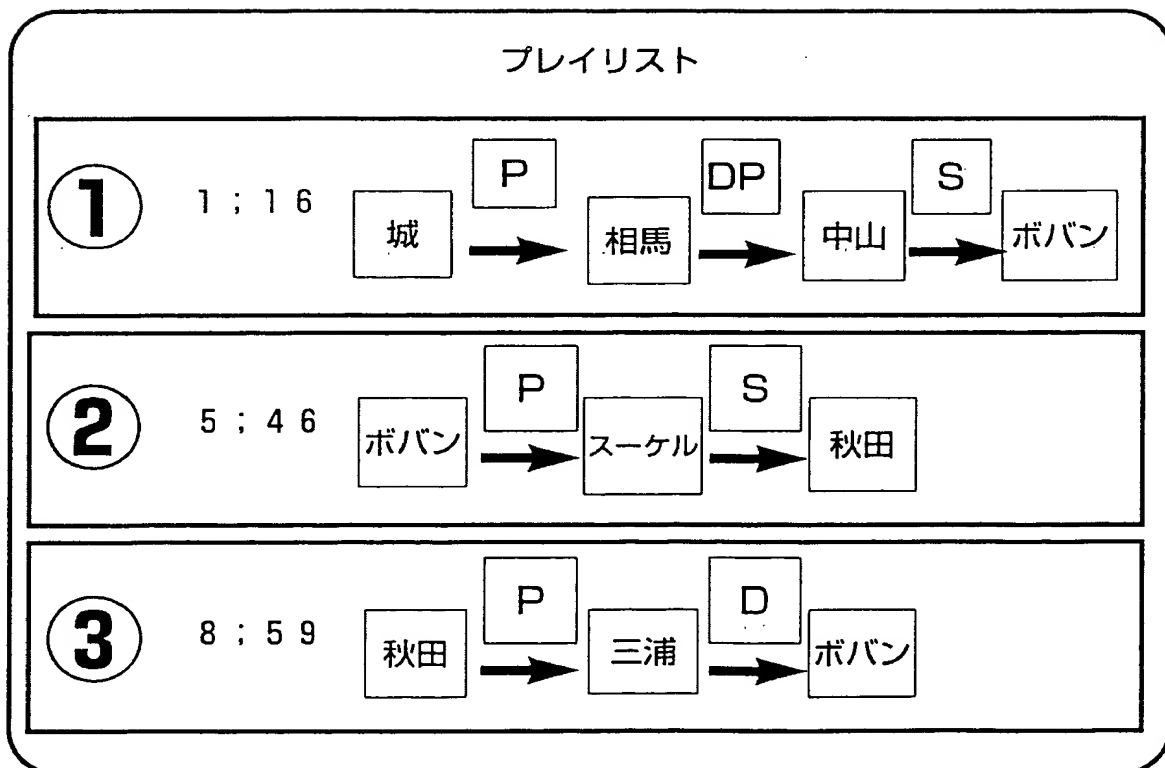 プレイリスト
① 1;16 城 P 相馬 DP 中山 S ボバン
② 5;46 ボバン P スーケル S 秋田
③ 8;59 秋田 P 三浦 D ボバン